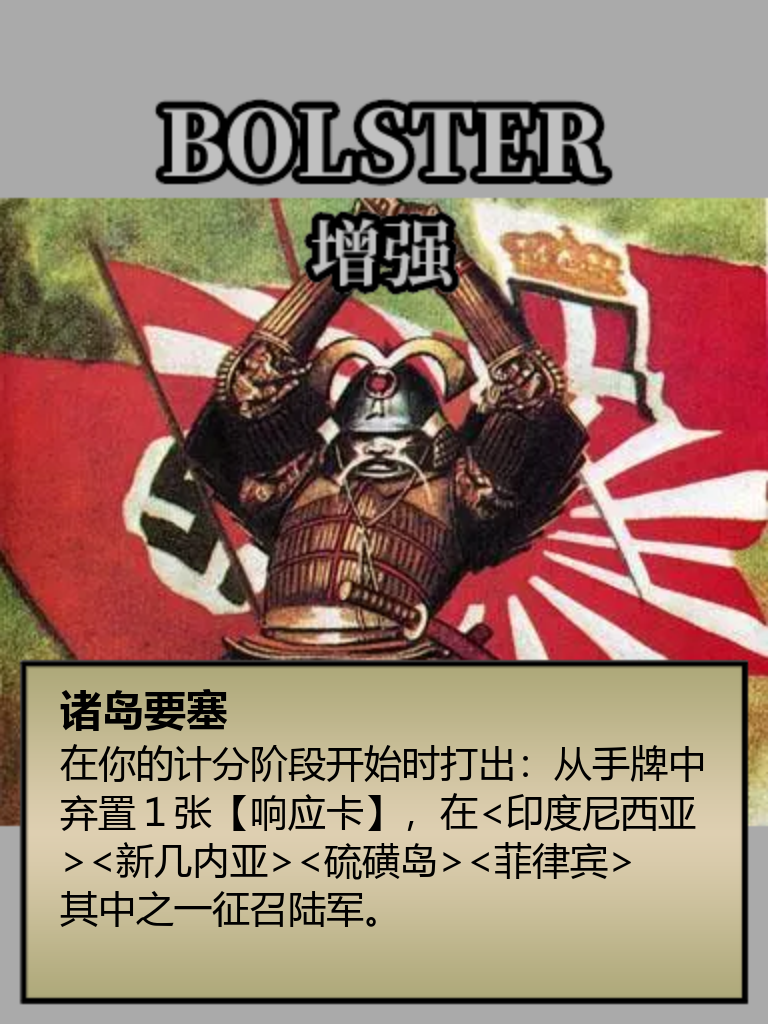 BOLSTER
增强
诸岛要塞
在你的计分阶段开始时打出：从手牌中
弃置１张【响应卡】，在<印度尼西亚
><新几内亚><硫磺岛><菲律宾>
其中之一征召陆军。